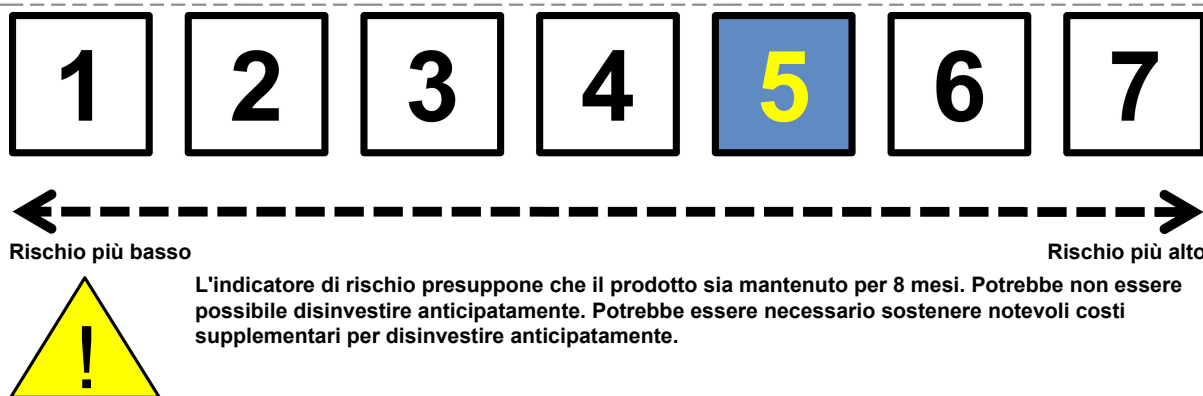 1 2 3 4 5 6 7
Rischio più basso Rischio più alto
L'indicatore di rischio presuppone che il prodotto sia mantenuto per 8 mesi. Potrebbe non essere
possibile disinvestire anticipatamente. Potrebbe essere necessario sostenere notevoli costi
supplementari per disinvestire anticipatamente.
!